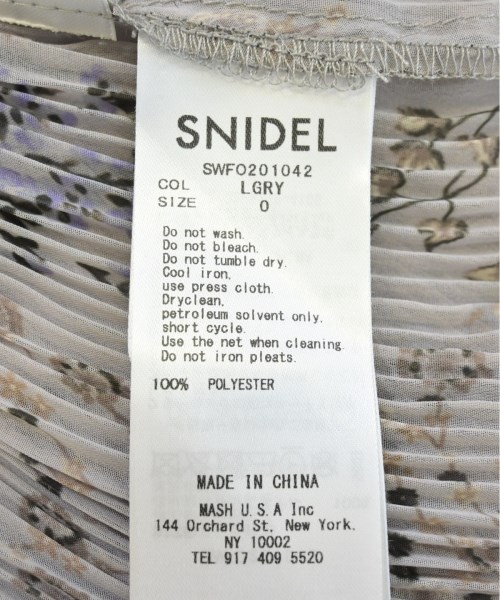 SNIDEL
SWFO201042
COL LGRY
SIZE 0
Do not wash.
Do not bleach.
Do not tumble dry.
Cool iron,
use press cloth.
Dryclean,
petroleum solvent only,
short cycle.
Use the net when cleaning.
Do not iron pleats.
100% POLYESTER
MADE IN CHINA
MASH U.S.A Inc
144 Orchard St, New York.
NY 10002
TEL 917 409 5520